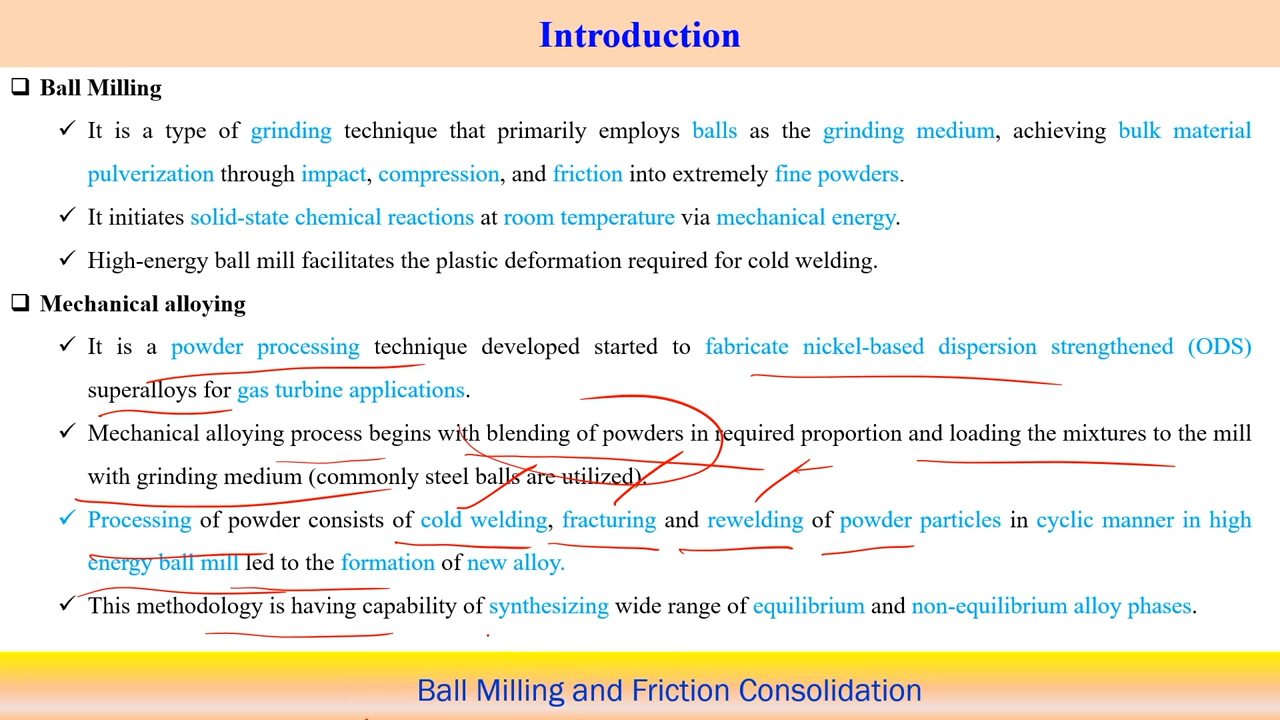 Introduction
❑ Ball Milling
✓ It is a type of grinding technique that primarily employs balls as the grinding medium, achieving bulk material
pulverization through impact, compression, and friction into extremely fine powders.
✓ It initiates solid-state chemical reactions at room temperature via mechanical energy.
✓ High-energy ball mill facilitates the plastic deformation required for cold welding.
❑ Mechanical alloying
✓ It is a powder processing technique developed started to fabricate nickel-based dispersion strengthened (ODS)
superalloys for gas turbine applications.
✓ Mechanical alloying process begins with blending of powders in required proportion and loading the mixtures to the mill
with grinding medium (commonly steel balls are utilized).
✓ Processing of powder consists of cold welding, fracturing and rewelding of powder particles in cyclic manner in high
energy ball mill led to the formation of new alloy.
✓ This methodology is having capability of synthesizing wide range of equilibrium and non-equilibrium alloy phases.
Ball Milling and Friction Consolidation